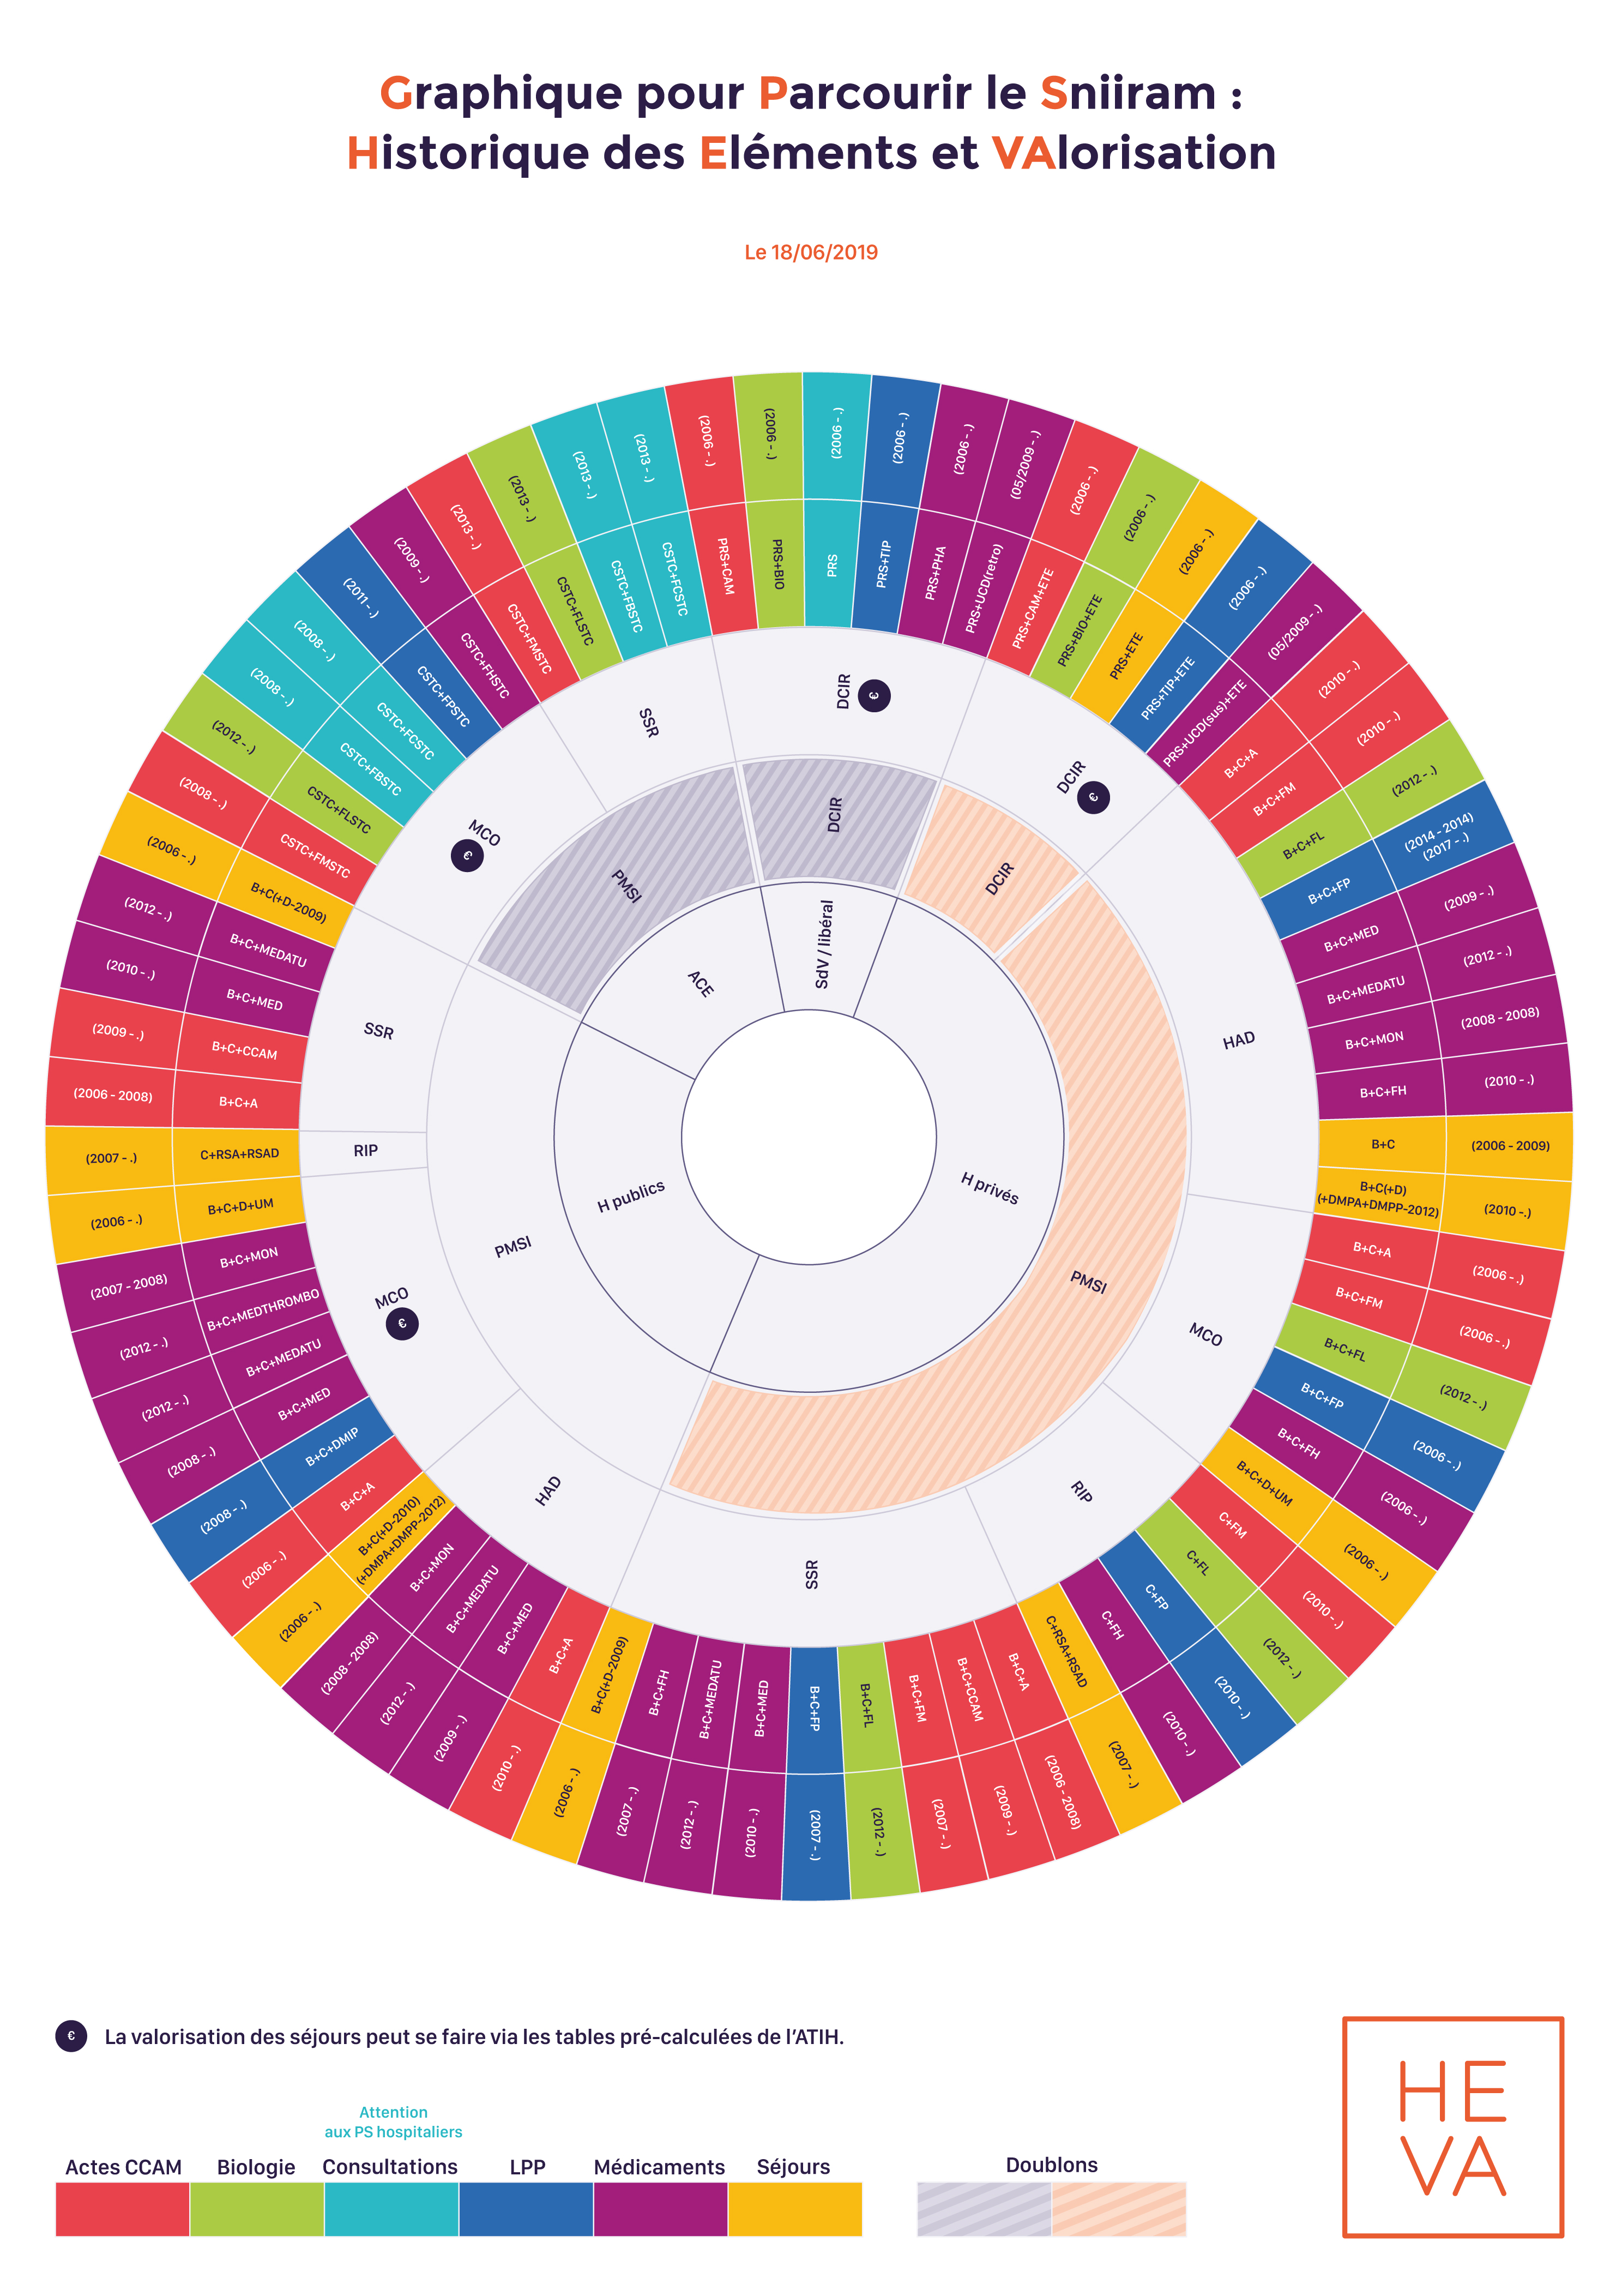 Graphique pour Parcourir le Sniiram :
Historique des Eléments et VAlorisation
Le 18/06/2019
SdV / libéral
H privés
H publics
ACE
DCIR
DCIR
PMSI
PMSI
PMSI
DCIR
€
DCIR
€
HAD
MCO
RIP
SSR
HAD
MCO
€
RIP
SSR
MCO
€
SSR
PRS+CAM
(2006 - .)
PRS+BIO
(2006 - .)
PRS
(2006 - .)
PRS+TIP
(2006 - .)
PRS+PHA
(2006 - .)
PRS+UCD(retro)
(05/2009 - .)
PRS+CAM+ETE
(2006 - .)
PRS+BIO+ETE
(2006 - .)
PRS+ETE
(2006 - .)
PRS+TIP+ETE
(2006 - .)
PRS+UCD(sus)+ETE
(05/2009 - .)
B+C+A
(2010 - .)
B+C+FM
(2010 - .)
B+C+FL
(2012 - .)
B+C+FP
(2014 - 2014)
(2017 - .)
B+C+MED
(2009 - .)
B+C+MEDATU
(2012 - .)
B+C+MON
(2008 - 2008)
B+C+FH
(2010 - .)
B+C
(2006 - 2009)
B+C(+D)
(+DMPA+DMPP-2012)
(2010 -.)
B+C+A
(2006 - .)
B+C+FM
(2006 - .)
B+C+FL
(2012 - .)
B+C+FP
(2006 - .)
B+C+FH
(2006 - .)
B+C+D+UM
(2006 - .)
C+FM
(2010 - .)
C+FL
(2012 - .)
C+FP
(2010 - .)
C+FH
(2010 - .)
C+RSA+RSAD
(2007 - .)
B+C+A
(2006 - 2008)
B+C+CCAM
(2009 - .)
B+C+FM
(2007 - .)
B+C+FL
(2012 - .)
B+C+FP
(2007 - .)
B+C+MED
(2010 - .)
B+C+MEDATU
(2012 - .)
B+C+FH
(2007 - .)
B+C(+D-2009)
(2006 - .)
B+C+A
(2010 - .)
B+C+MED
(2009 - .)
B+C+MEDATU
(2012 - .)
B+C+MON
(2008 - 2008)
B+C(+D-2010)
(+DMPA+DMPP-2012)
(2006 - .)
B+C+A
(2006 - .)
B+C+DMIP
(2008 - .)
B+C+MED
(2008 - .)
B+C+MEDATU
(2012 - .)
B+C+MEDTHROMBO
(2012 - .)
B+C+MON
(2007 - 2008)
B+C+D+UM
(2006 - .)
C+RSA+RSAD
(2007 - .)
B+C+A
(2006 - 2008)
B+C+CCAM
(2009 - .)
B+C+MED
(2010 - .)
B+C+MEDATU
(2012 - .)
B+C(+D-2009)
(2006 - .)
CSTC+FMSTC
(2008 - .)
CSTC+FLSTC
(2012 - .)
CSTC+FBSTC
(2008 - .)
CSTC+FCSTC
(2008 - .)
CSTC+FPSTC
(2011 - .)
CSTC+FHSTC
(2009 - .)
CSTC+FMSTC
(2013 - .)
CSTC+FLSTC
(2013 - .)
CSTC+FBSTC
(2013 - .)
CSTC+FCSTC
(2013 - .)
€ La valorisation des séjours peut se faire via les tables pré-calculées de l'ATIH.
Attention
aux PS hospitaliers
Actes CCAM Biologie Consultations LPP Médicaments Séjours Doublons
HE
VA